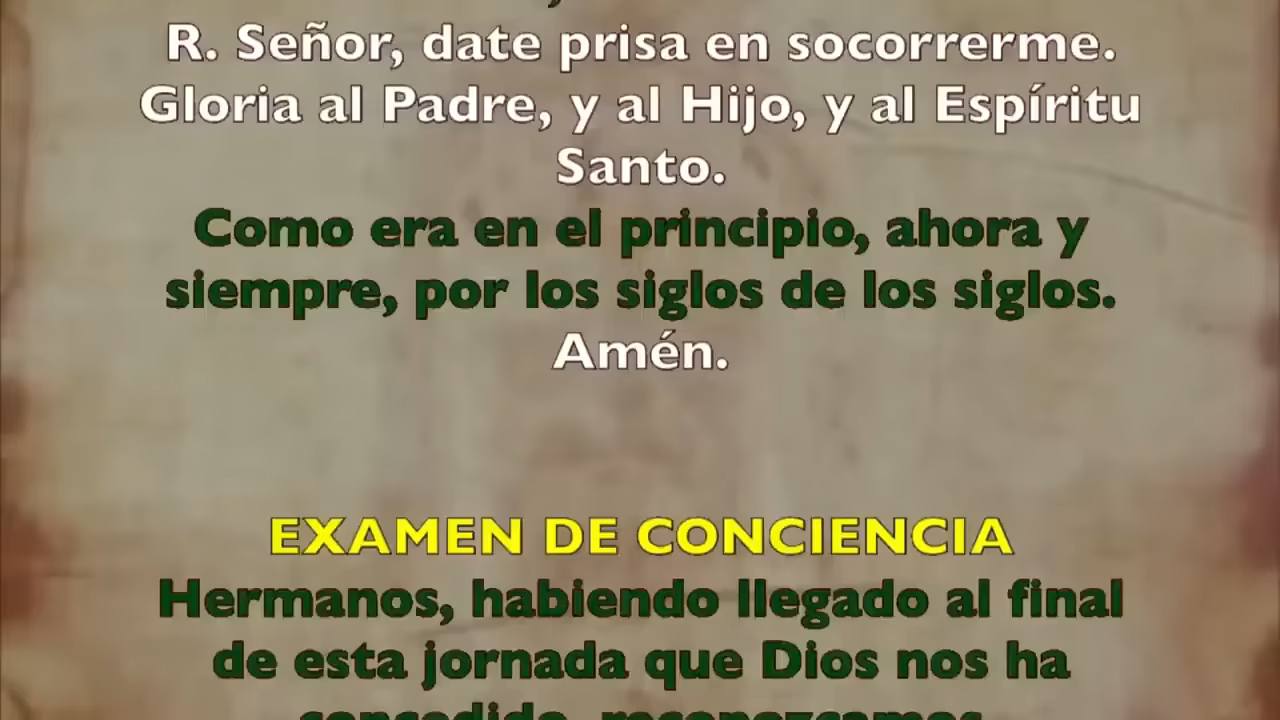 R. Señor, date prisa en socorrerme.
Gloria al Padre, y al Hijo, y al Espíritu
Santo.
Como era en el principio, ahora y
siempre, por los siglos de los siglos.
Amén.
EXAMEN DE CONCIENCIA
Hermanos, habiendo llegado al final
de esta jornada que Dios nos ha